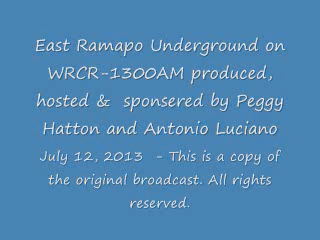 East Ramapo Underground on
WRCR-1300AM produced,
hosted & sponsered by Peggy
Hatton and Antonio Luciano
July 12, 2013 - This is a copy of
the original broadcast. All rights
reserved.